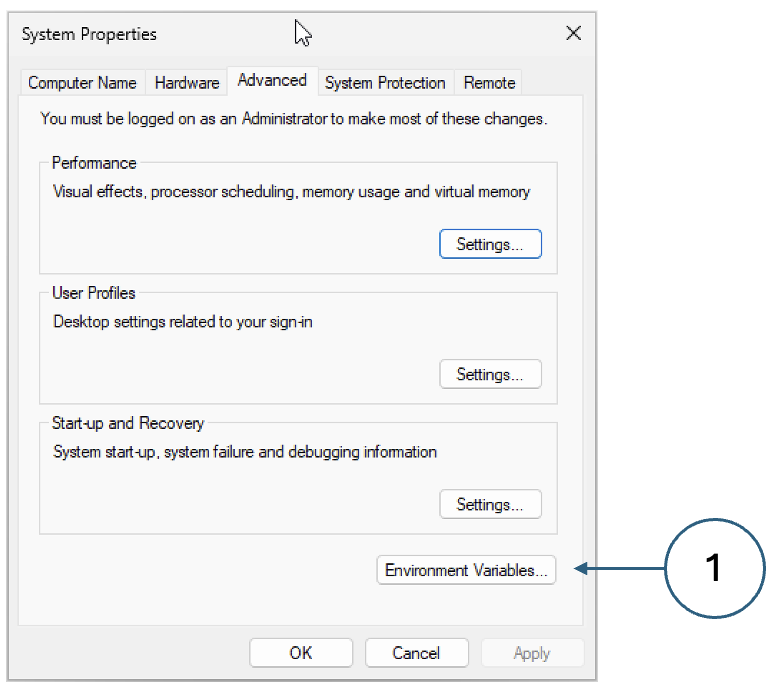 System Properties
Computer Name
Hardware
Advanced
System Protection
Remote
You must be logged on as an Administrator to make most of these changes.
Performance
Visual effects, processor scheduling, memory usage and virtual memory
Settings...
User Profiles
Desktop settings related to your sign-in
Settings...
Start-up and Recovery
System start-up, system failure and debugging information
Settings...
Environment Variables...
1
OK
Cancel
Apply